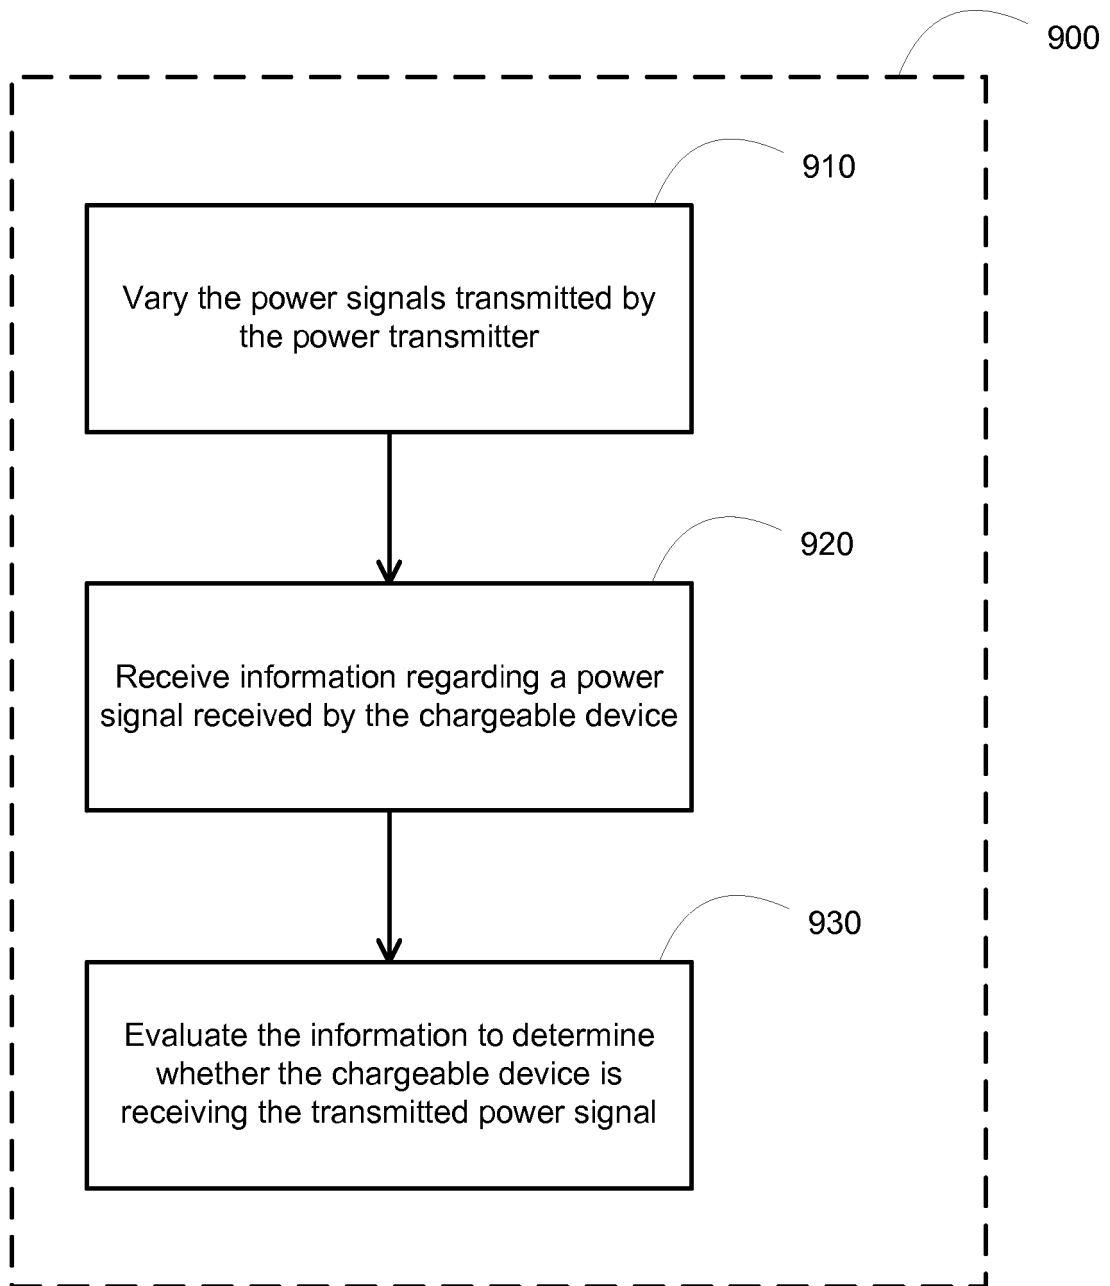 900
910
Vary the power signals transmitted by
the power transmitter
920
Receive information regarding a power
signal received by the chargeable device
930
Evaluate the information to determine
whether the chargeable device is
receiving the transmitted power signal